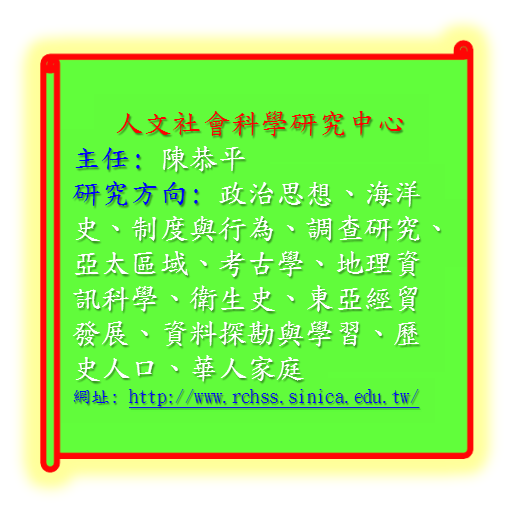 人文社會科學研究中心
主任: 陳恭平
研究方向: 政治思想、海洋
史、制度與行為、調查研究、
亞太區域、考古學、地理資
訊科學、衛生史、東亞經貿
發展、資料探勘與學習、歷
史人口、華人家庭
網址: http://www.rchss.sinica.edu.tw/